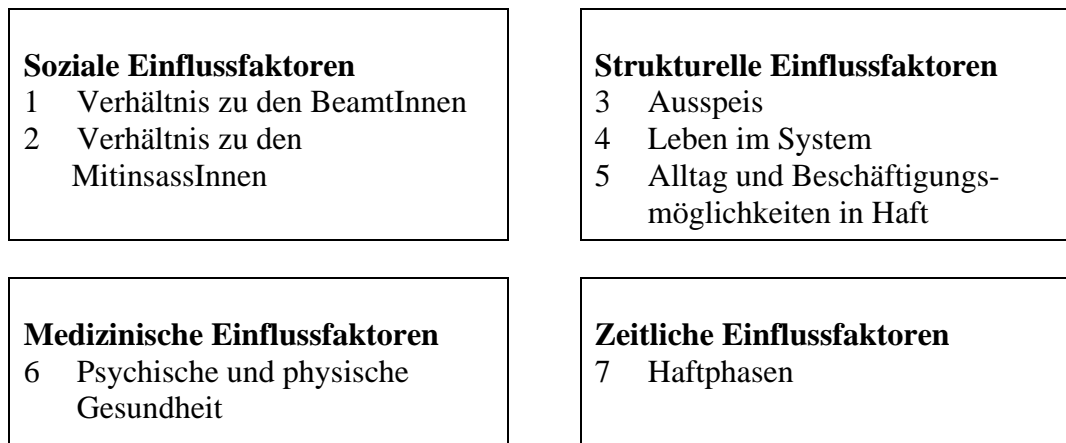 Soziale Einflussfaktoren
1 Verhältnis zu den BeamtInnen
2 Verhältnis zu den
MitinsassInnen
Strukturelle Einflussfaktoren
3 Ausspeis
4 Leben im System
5 Alltag und Beschäftigungs-
möglichkeiten in Haft
Medizinische Einflussfaktoren
6 Psychische und physische
Gesundheit
Zeitliche Einflussfaktoren
7 Haftphasen